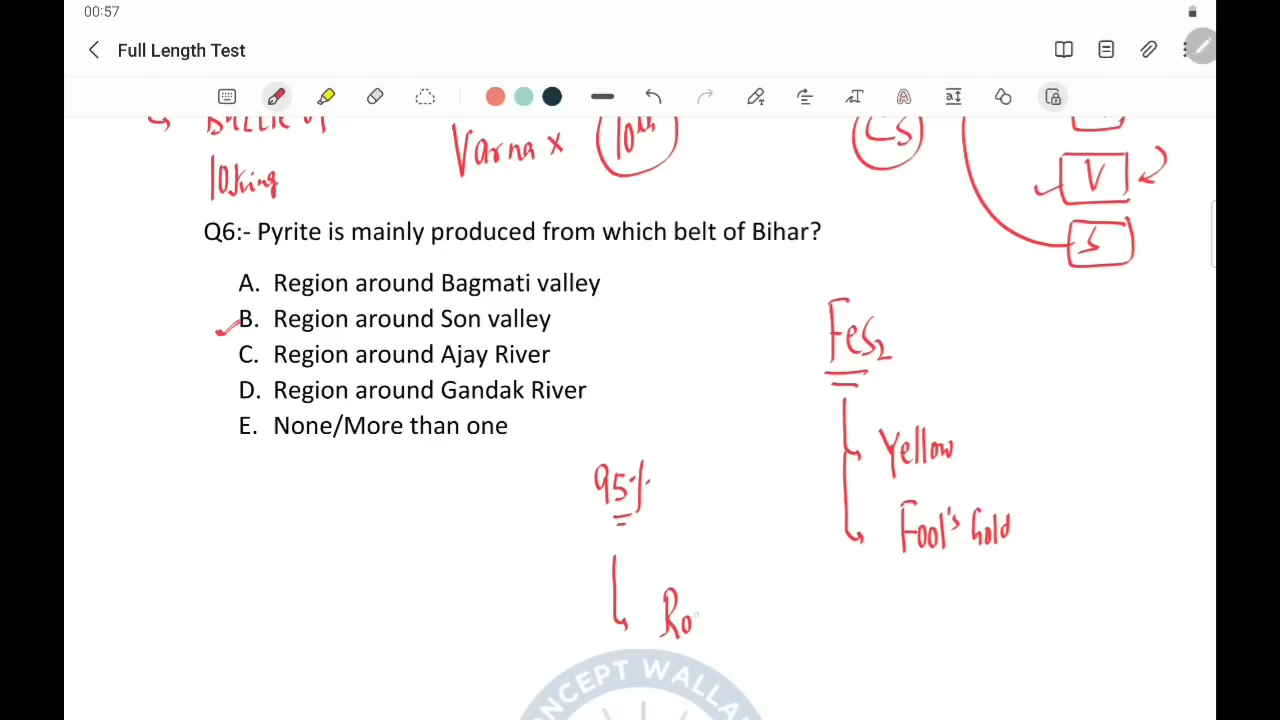 00:57
Full Length Test
Varna x 10th
CS
10 king
V
S
Q6:- Pyrite is mainly produced from which belt of Bihar?
A. Region around Bagmati valley
B. Region around Son valley
C. Region around Ajay River
D. Region around Gandak River
E. None/More than one
FeS2
Yellow
Fool's Gold
95%
Ro
CONCEPT WALLA